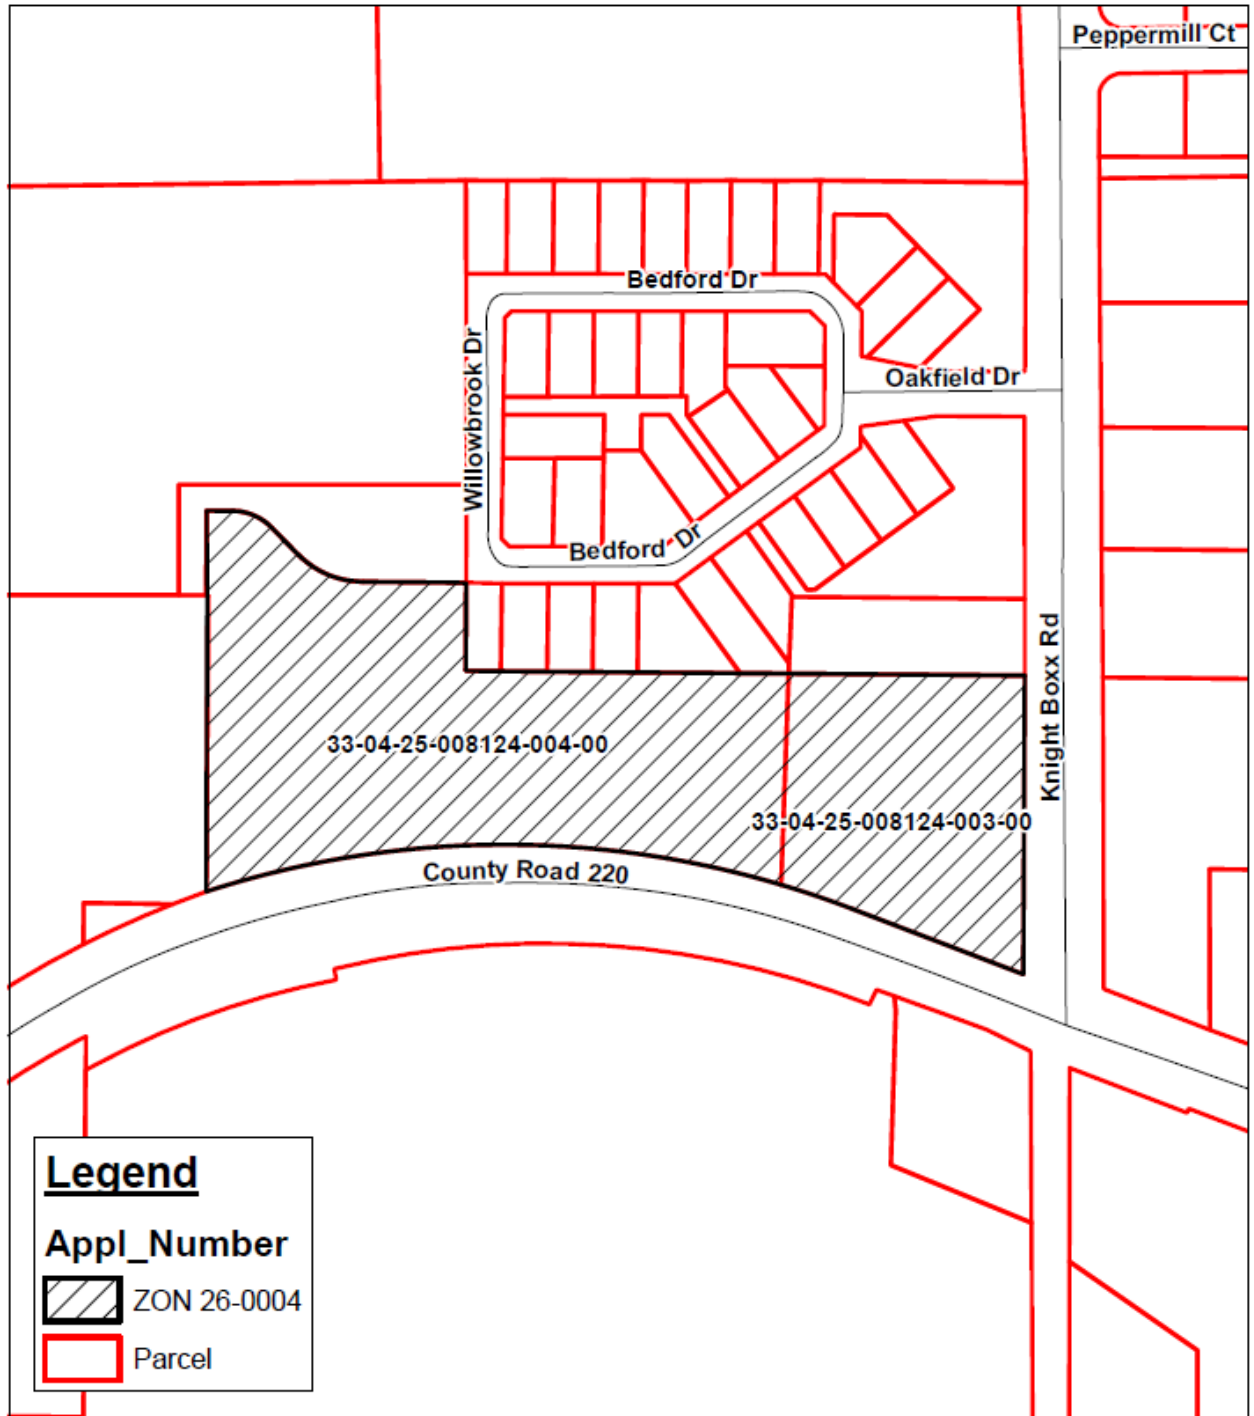 Peppermill Ct
Bedford Dr
Oakfield Dr
Willowbrook Dr
Bedford Dr
Knight Boxx Rd
33-04-25-008124-004-00
33-04-25-008124-003-00
County Road 220
Legend
Appl_Number
ZON 26-0004
Parcel